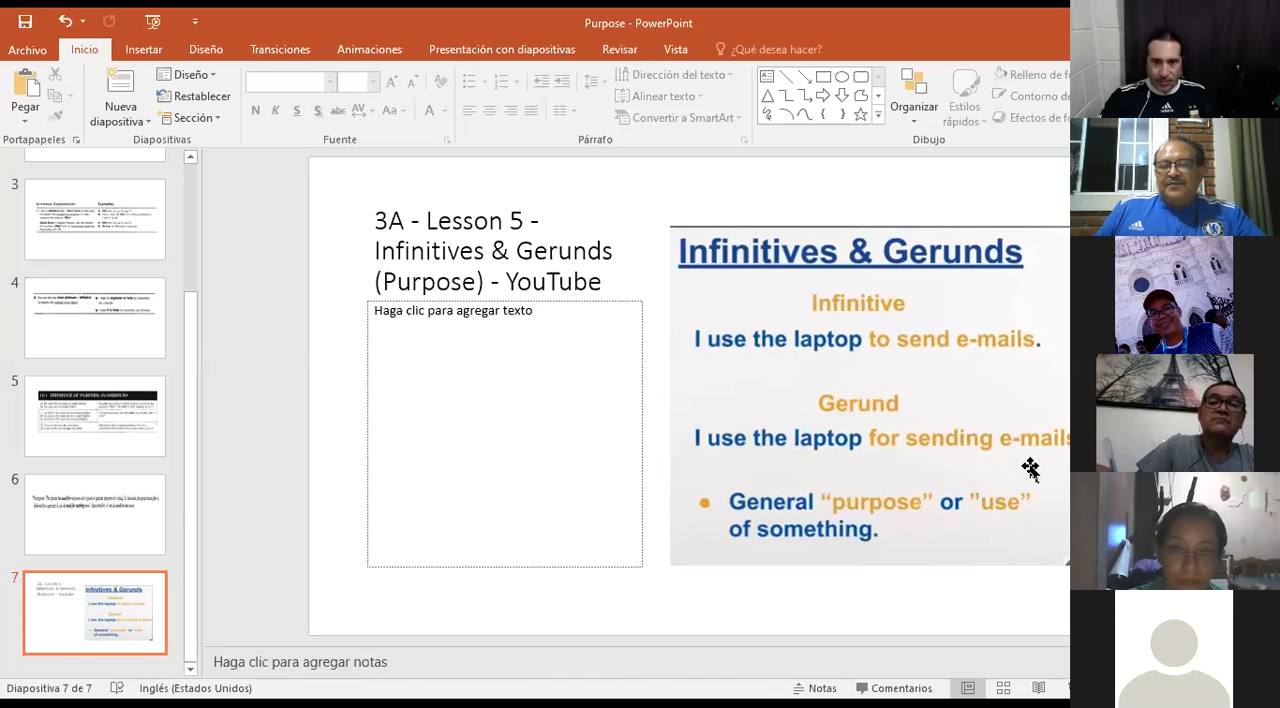 Purpose - PowerPoint
Archivo Inicio Insertar Diseño Transiciones Animaciones Presentación con diapositivas Revisar Vista ¿Qué desea hacer?
Pegar
Nueva diapositiva
Diseño
Restablecer
Sección
N K S S abc AV Aa A
Dirección del texto
Alinear texto
Convertir a SmartArt
Organizar
Estilos rápidos
Relleno de
Contorno de
Efectos de
Portapapeles Diapositivas Fuente Párrafo Dibujo
3
4
5
6
7
3A - Lesson 5 -
Infinitives & Gerunds
(Purpose) - YouTube
Haga clic para agregar texto
Infinitives & Gerunds
Infinitive
I use the laptop to send e-mails.
Gerund
I use the laptop for sending e-mails
• General “purpose” or ”use”
of something.
Haga clic para agregar notas
Diapositiva 7 de 7 Inglés (Estados Unidos) Notas Comentarios